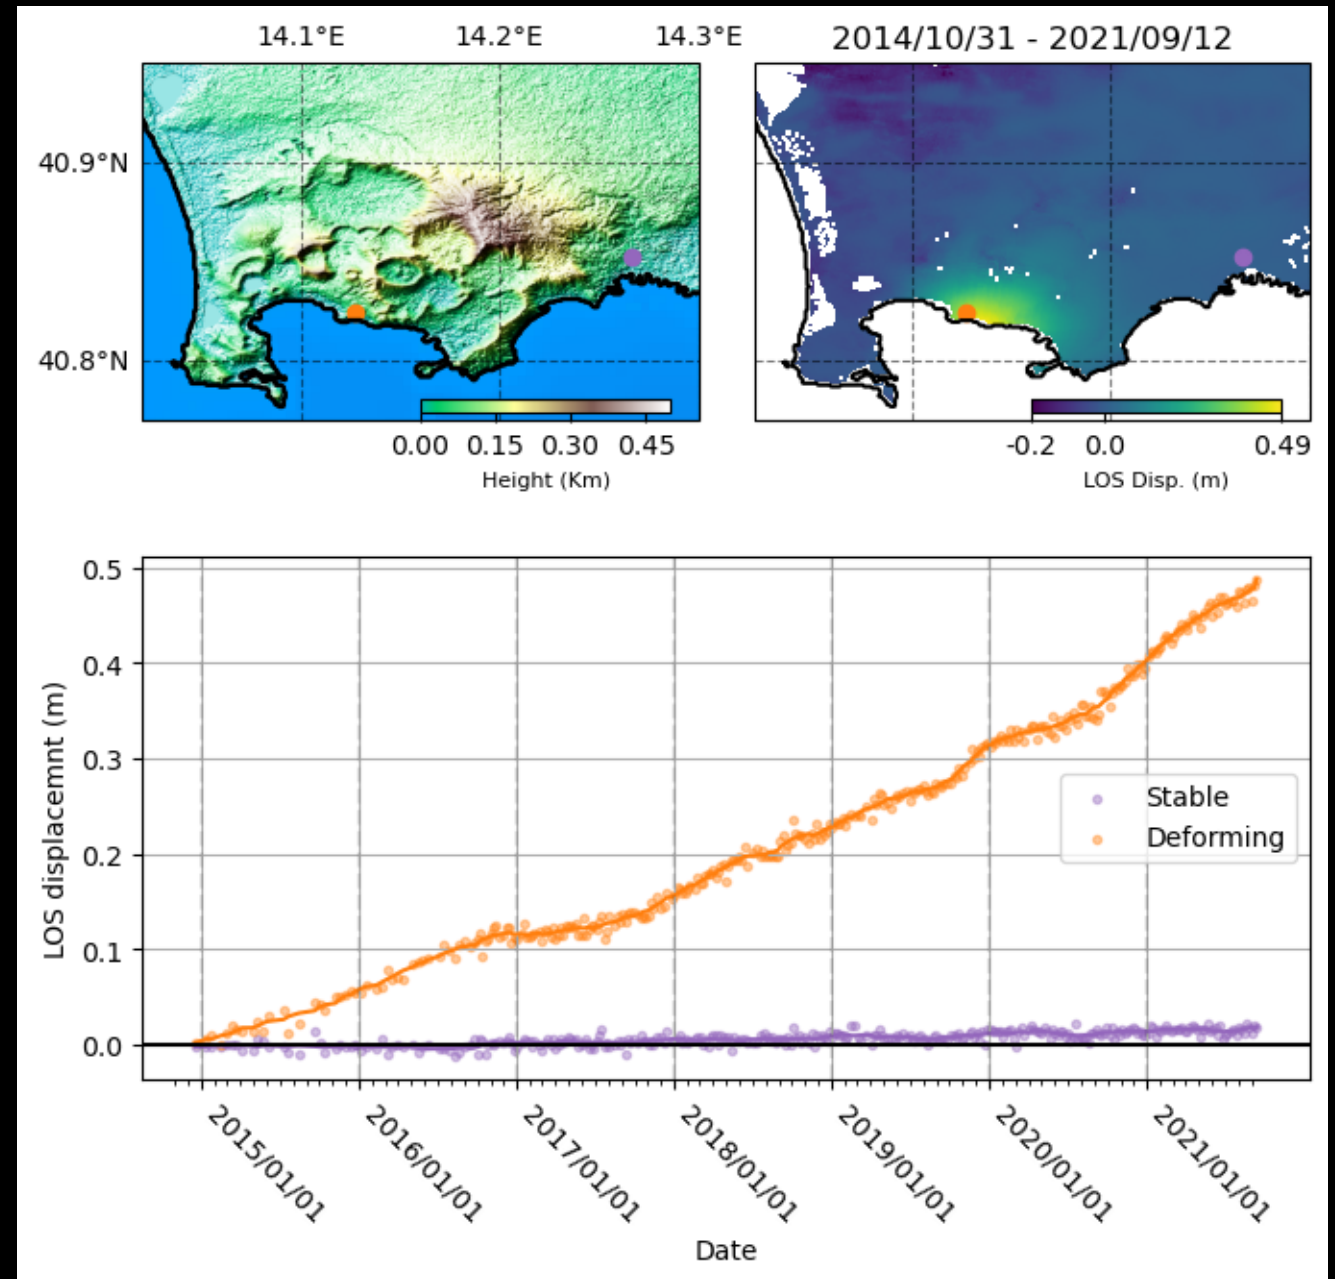 14.1°E 14.2°E 14.3°E
2014/10/31 - 2021/09/12
40.9°N
40.8°N
0.00 0.15 0.30 0.45
Height (Km)
-0.2 0.0 0.49
LOS Disp. (m)
0.5
0.4
0.3
0.2
0.1
0.0
LOS displacemnt (m)
Stable
Deforming
2015/01/01
2016/01/01
2017/01/01
2018/01/01
2019/01/01
2020/01/01
2021/01/01
Date